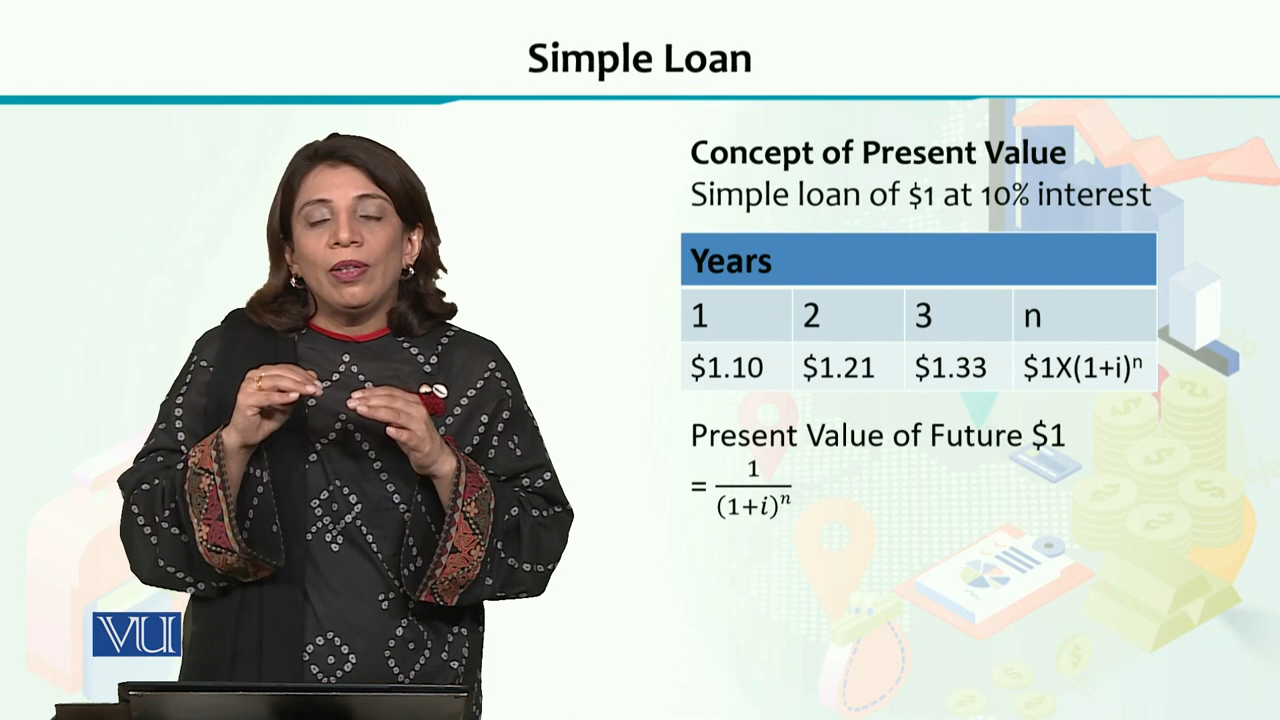 Simple Loan
Concept of Present Value
Simple loan of $1 at 10% interest
Years
1 2 3 n
$1.10 $1.21 $1.33 $1X(1+i)ⁿ
Present Value of Future $1
= 1/(1+i)ⁿ
VU